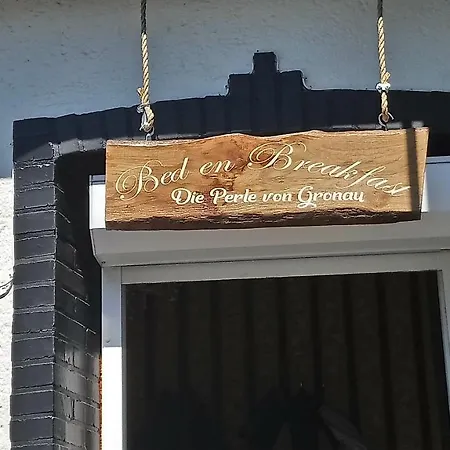 Bed en Breakfast
Die Perle von Gronau